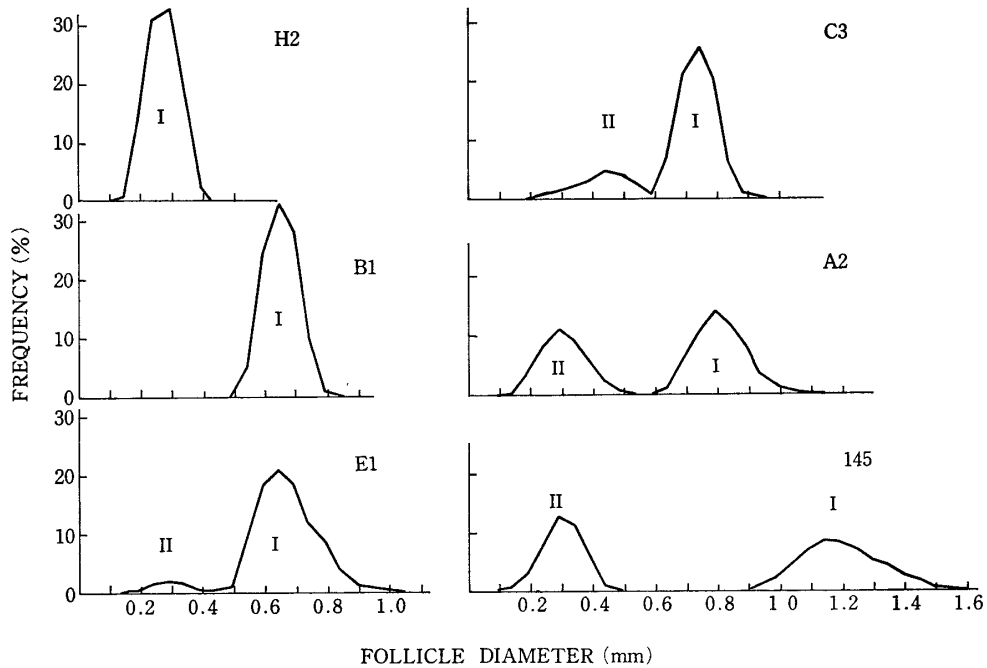 30
20
10
0
H2
I
C3
II
I
30
20
10
0
B1
I
A2
II
I
FREQUENCY (%)
30
20
10
0
E1
II
I
0.2 0.4 0.6 0.8 1.0
145
II
I
0.2 0.4 0.6 0.8 1 0 1.2 1.4 1.6
FOLLICLE DIAMETER (mm)